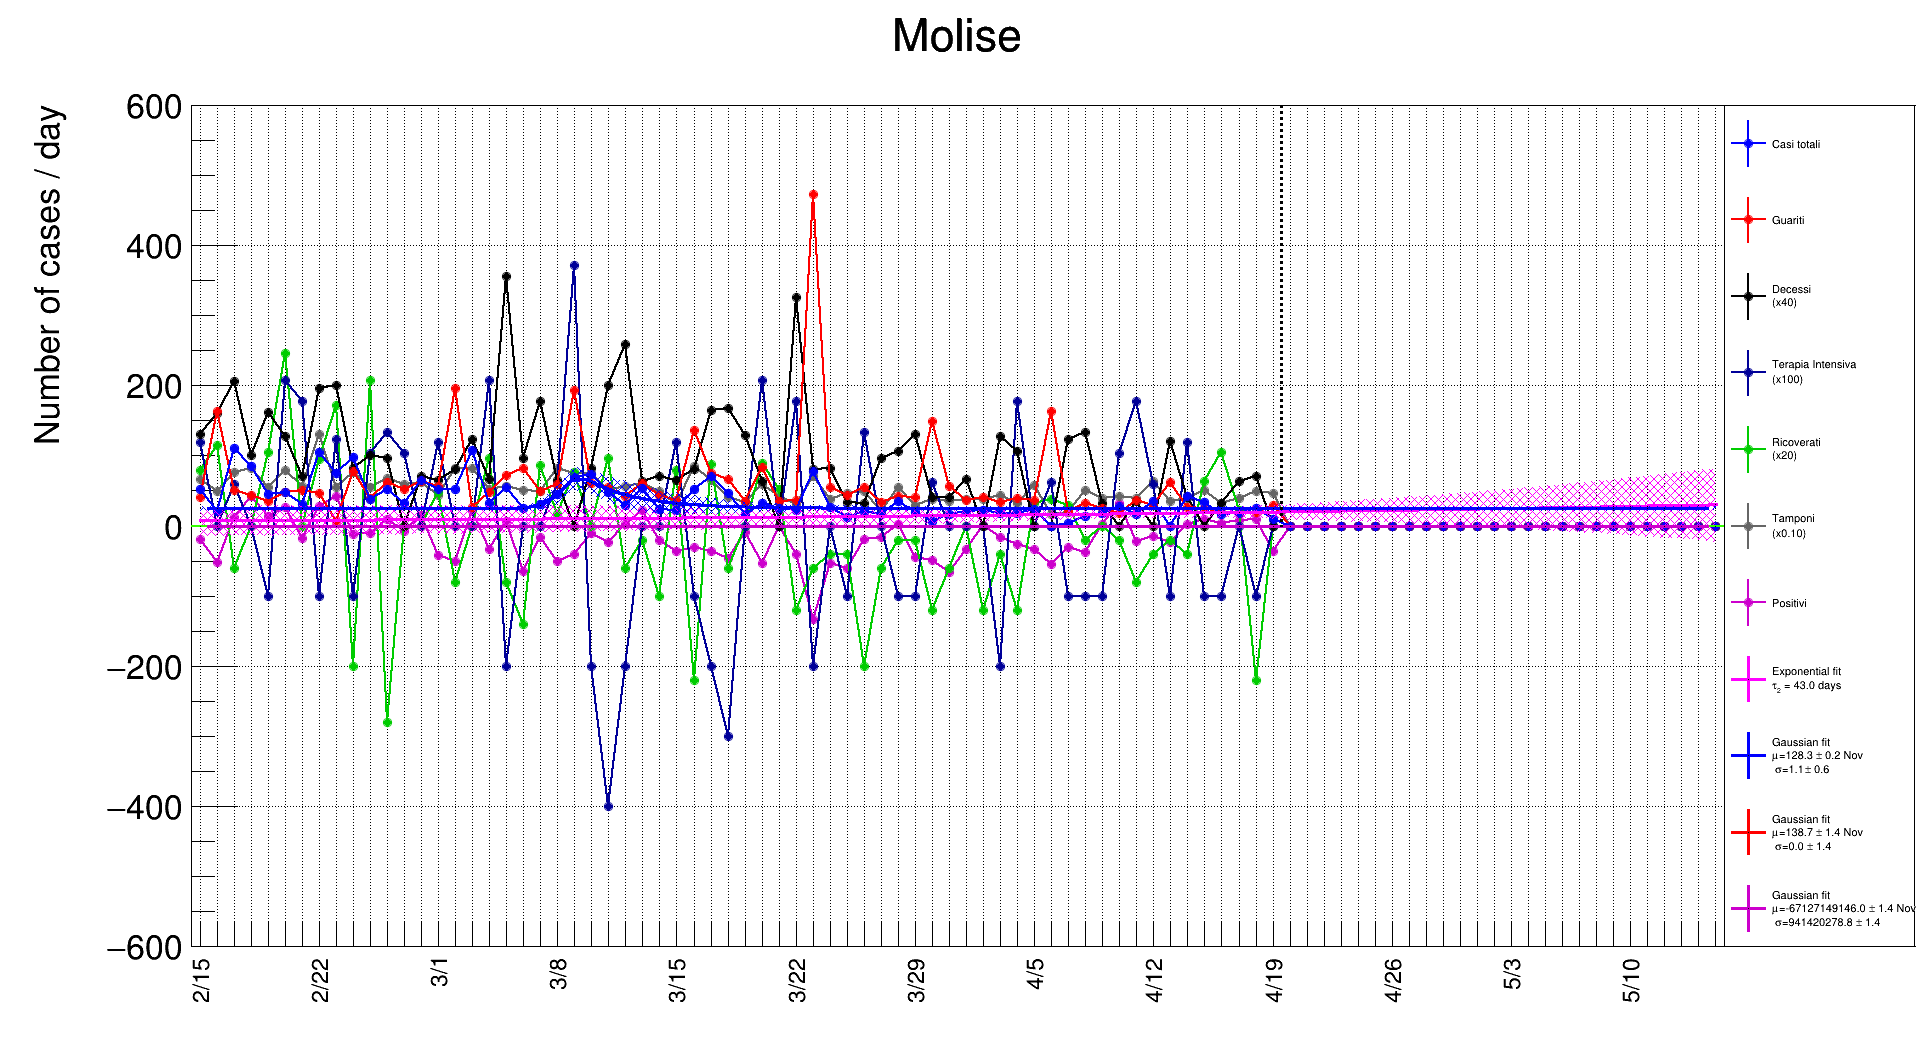 Molise
Number of cases / day
600
400
200
0
−200
−400
−600
2/15
2/22
3/1
3/8
3/15
3/22
3/29
4/5
4/12
4/19
4/26
5/3
5/10
Casi totali
Guariti
Decessi
(x40)
Terapia Intensiva
(x100)
Ricoverati
(x20)
Tamponi
(x0.10)
Positivi
Exponential fit
τ2 = 43.0 days
Gaussian fit
μ=128.3 ± 0.2 Nov
σ=1.1 ± 0.6
Gaussian fit
μ=138.7 ± 1.4 Nov
σ=0.0 ± 1.4
Gaussian fit
μ=-67127149146.0 ± 1.4 Nov
σ=941420278.8 ± 1.4